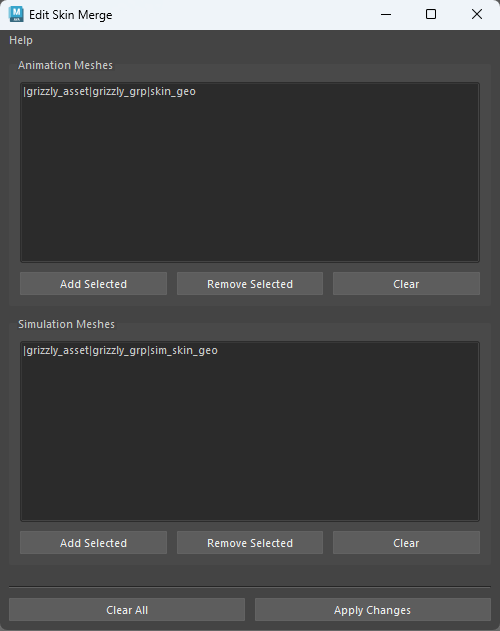 Edit Skin Merge
Help
Animation Meshes
|grizzly_asset|grizzly_grp|skin_geo
Add Selected Remove Selected Clear
Simulation Meshes
|grizzly_asset|grizzly_grp|sim_skin_geo
Add Selected Remove Selected Clear
Clear All Apply Changes